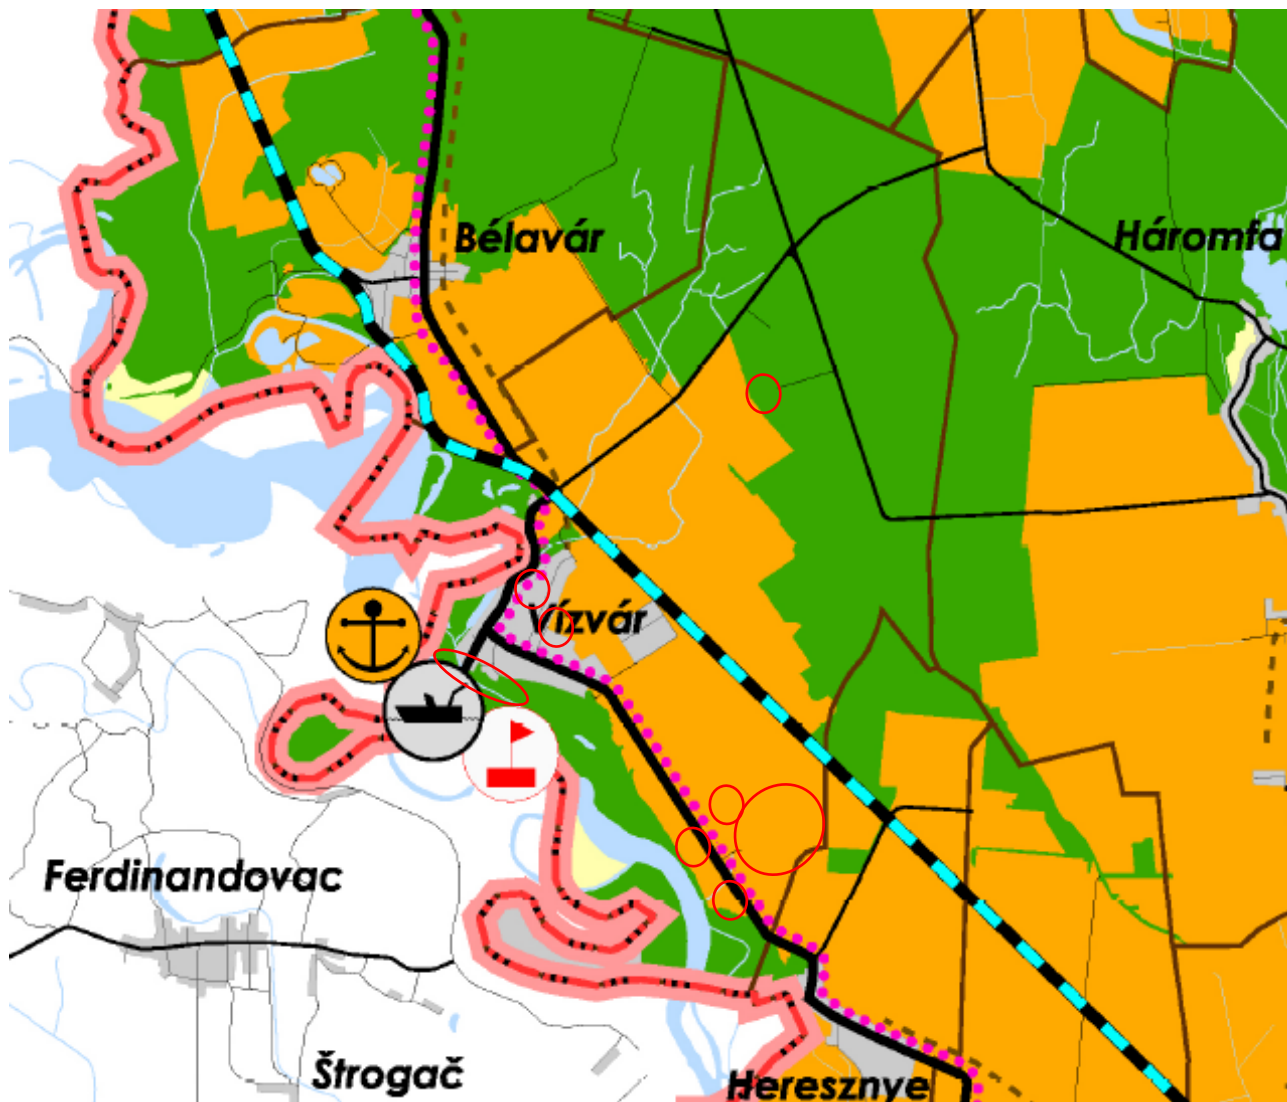 Bélavár
Háromfa
Vízvár
Ferdinandovac
Štrogač
Heresznye